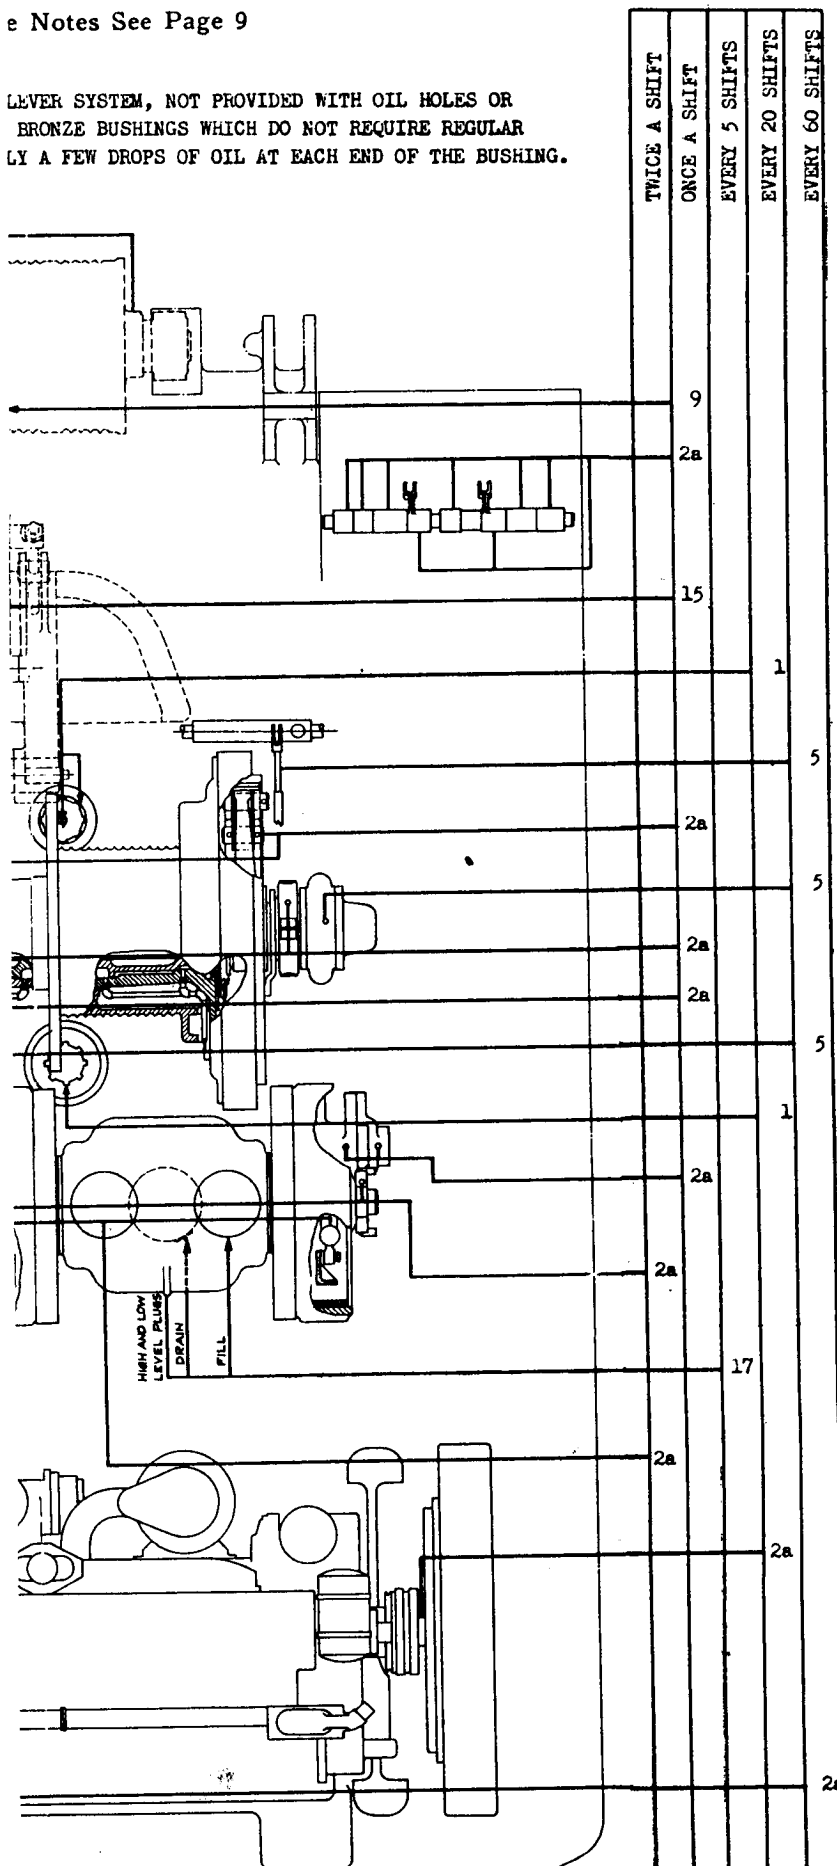 e Notes See Page 9
LEVER SYSTEM, NOT PROVIDED WITH OIL HOLES OR
BRONZE BUSHINGS WHICH DO NOT REQUIRE REGULAR
LY A FEW DROPS OF OIL AT EACH END OF THE BUSHING.
TWICE A SHIFT
ONCE A SHIFT
EVERY 5 SHIFTS
EVERY 20 SHIFTS
EVERY 60 SHIFTS
9
2a
15
1
5
2a
5
2a
2a
5
1
2a
2a
HIGH AND LOW
LEVEL PLUGS
DRAIN
FILL
17
2a
2a
2a